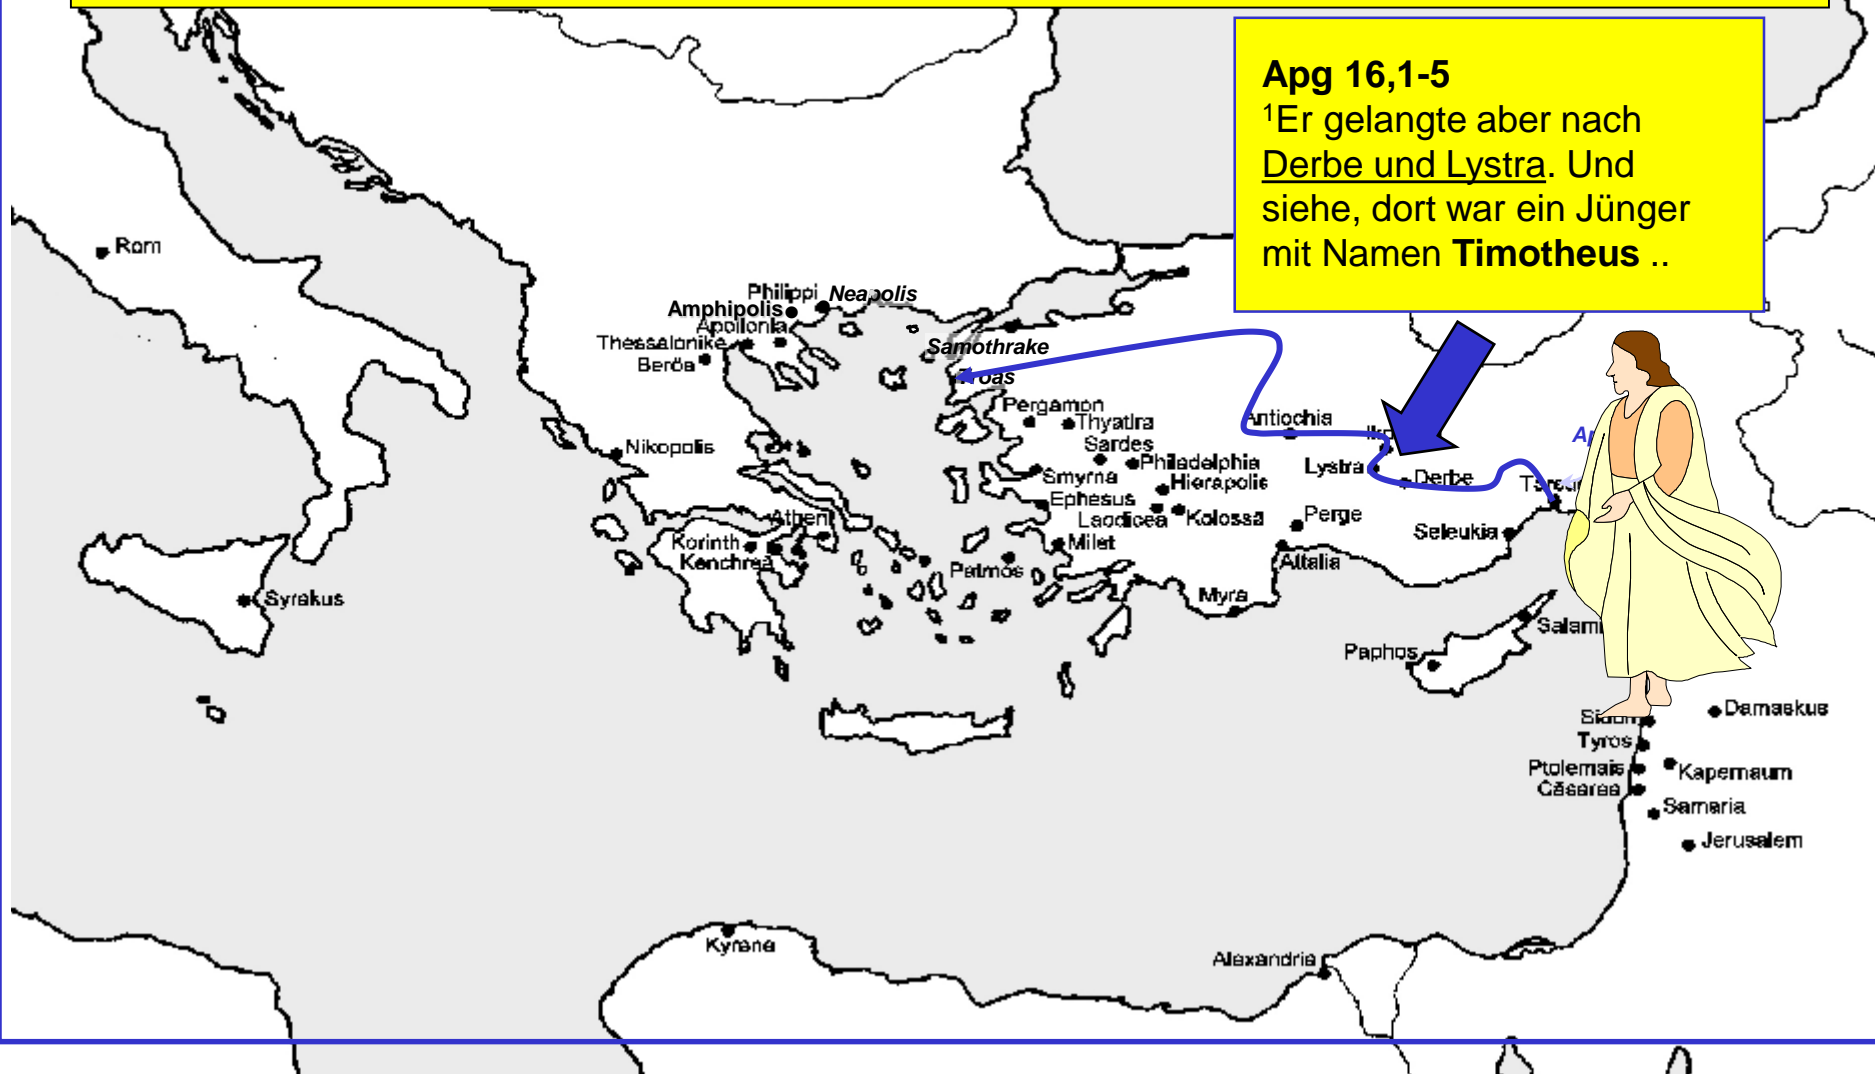 Apg 16,1-5
¹Er gelangte aber nach
Derbe und Lystra. Und
siehe, dort war ein Jünger
mit Namen Timotheus ..
Rom
Philippi
Neapolis
Amphipolis
Apollonia
Thessalonike
Beröa
Samothrake
Troas
Pergamon
Thyatira
Sardes
Antiochia
Nikopolis
Philadelphia
Lystra
Smyrna
Hierapolis
Derbe
Ephesus
Laodicea
Kolossä
Perge
Athen
Korinth
Kenchreä
Milet
Seleukia
Attalia
Patmos
Myra
Syrakus
Paphos
Damaskus
Tyros
Ptolemais
Kapernaum
Cäsarea
Samaria
Jerusalem
Kyrene
Alexandria